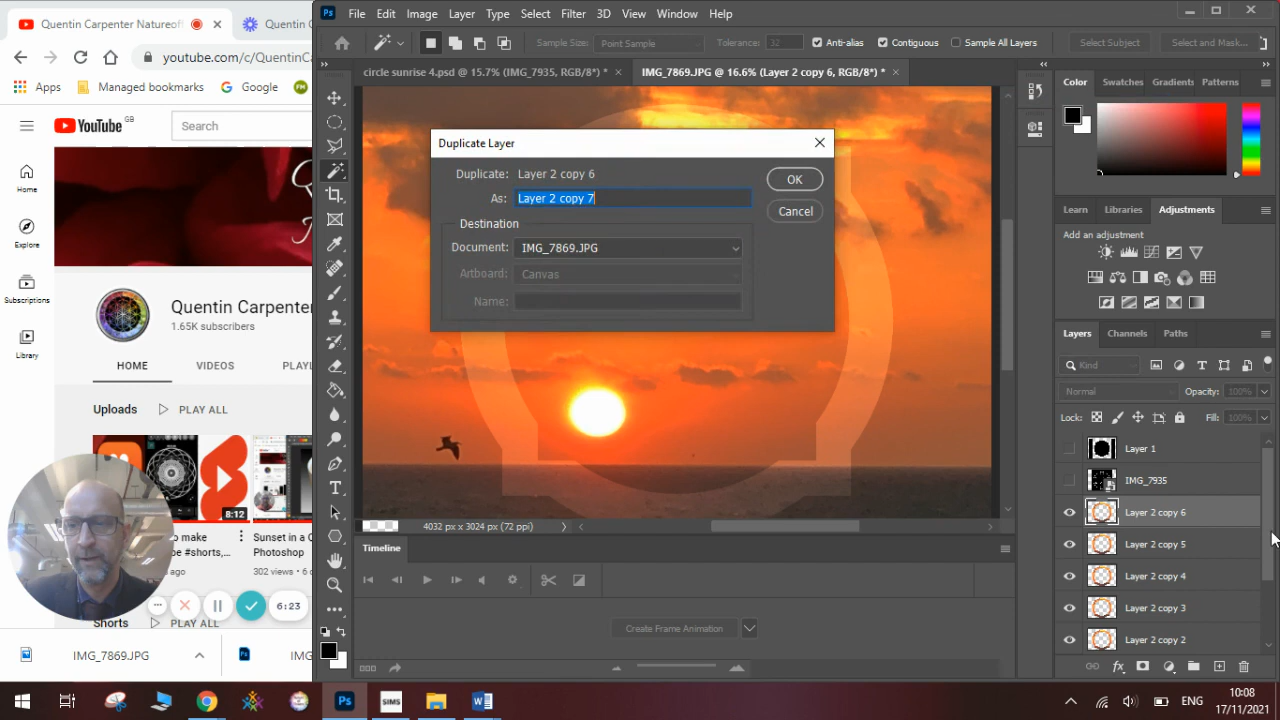 Quentin Carpenter Natureof
Quentin C
youtube.com/c/QuentinCa
Apps
Managed bookmarks
Google
YouTube GB
Search
Home
Explore
Subscriptions
Library
Quentin Carpenter
1.65K subscribers
HOME
VIDEOS
PLAYL
Uploads
PLAY ALL
8:12
to make
Sunset in a C
be #shorts,...
Photoshop
ago
302 views • 6
6:23
Shorts
PLAY ALL
IMG_7869.JPG
Ps
File
Edit
Image
Layer
Type
Select
Filter
3D
View
Window
Help
Sample Size:
Point Sample
Tolerance:
32
Anti-alias
Contiguous
Sample All Layers
Select Subject
Select and Mask...
circle sunrise 4.psd @ 15.7% (IMG_7935, RGB/8*) *
IMG_7869.JPG @ 16.6% (Layer 2 copy 6, RGB/8*) *
Duplicate Layer
Duplicate:
Layer 2 copy 6
As:
Layer 2 copy 7
OK
Cancel
Destination
Document:
IMG_7869.JPG
Artboard:
Canvas
Name:
4032 px x 3024 px (72 ppi)
Timeline
Create Frame Animation
Color
Swatches
Gradients
Patterns
Learn
Libraries
Adjustments
Add an adjustment
Layers
Channels
Paths
Kind
Normal
Opacity:
100%
Lock:
Fill:
100%
Layer 1
IMG_7935
Layer 2 copy 6
Layer 2 copy 5
Layer 2 copy 4
Layer 2 copy 3
Layer 2 copy 2
fx
Ps
SIMS
ENG
10:08
17/11/2021